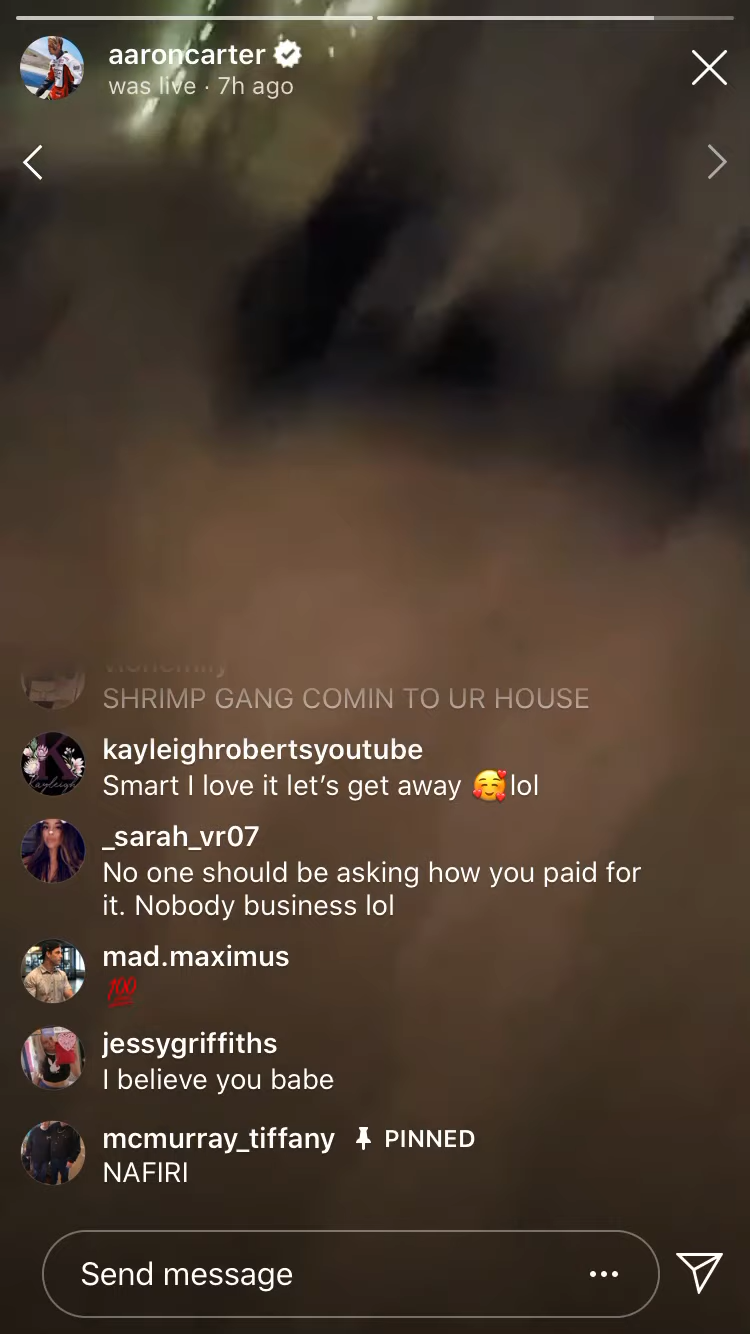 aaroncarter
was live · 7h ago
SHRIMP GANG COMIN TO UR HOUSE
kayleighrobertsyoutube
Smart I love it let’s get away 🥰lol
_sarah_vr07
No one should be asking how you paid for
it. Nobody business lol
mad.maximus
💯
jessygriffiths
I believe you babe
mcmurray_tiffany PINNED
NAFIRI
Send message